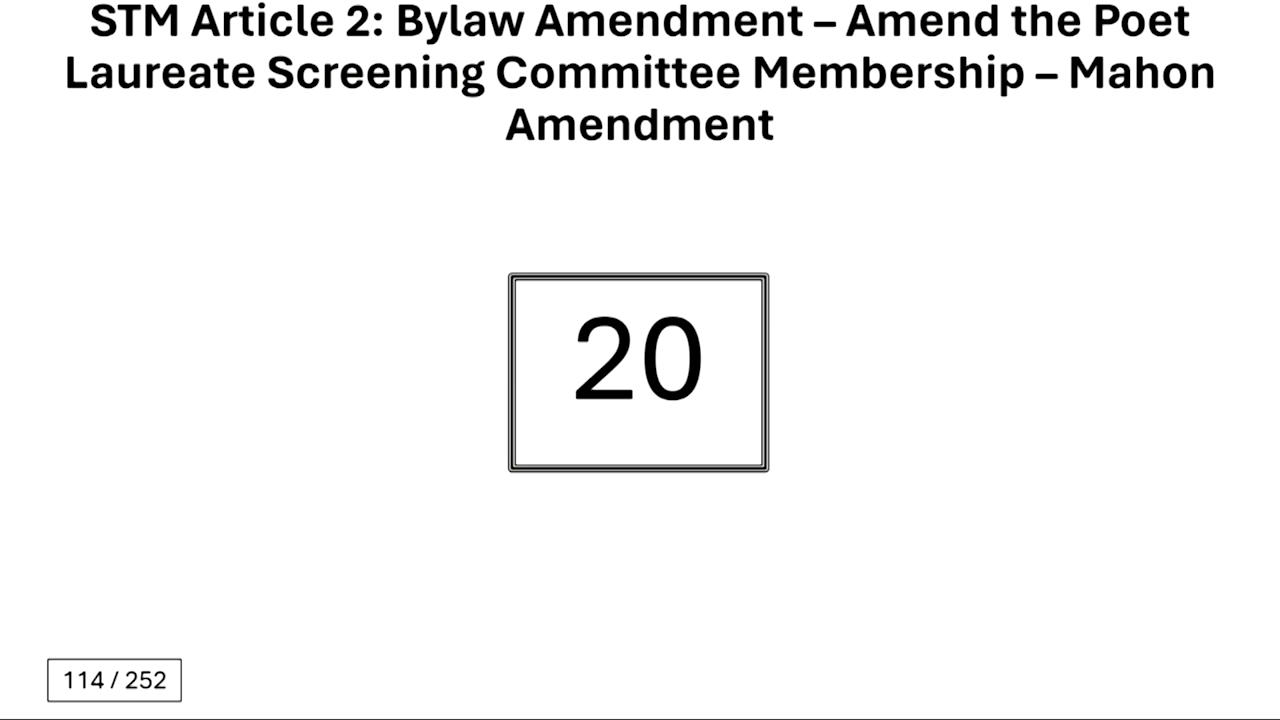 STM Article 2: Bylaw Amendment – Amend the Poet
Laureate Screening Committee Membership – Mahon
Amendment
20
114 / 252